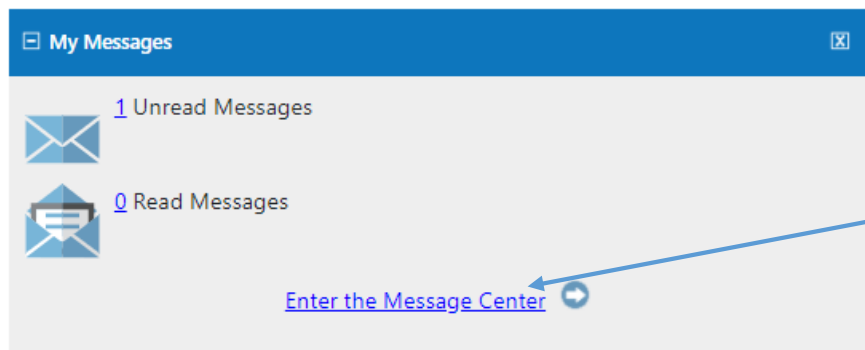 My Messages
1 Unread Messages
0 Read Messages
Enter the Message Center